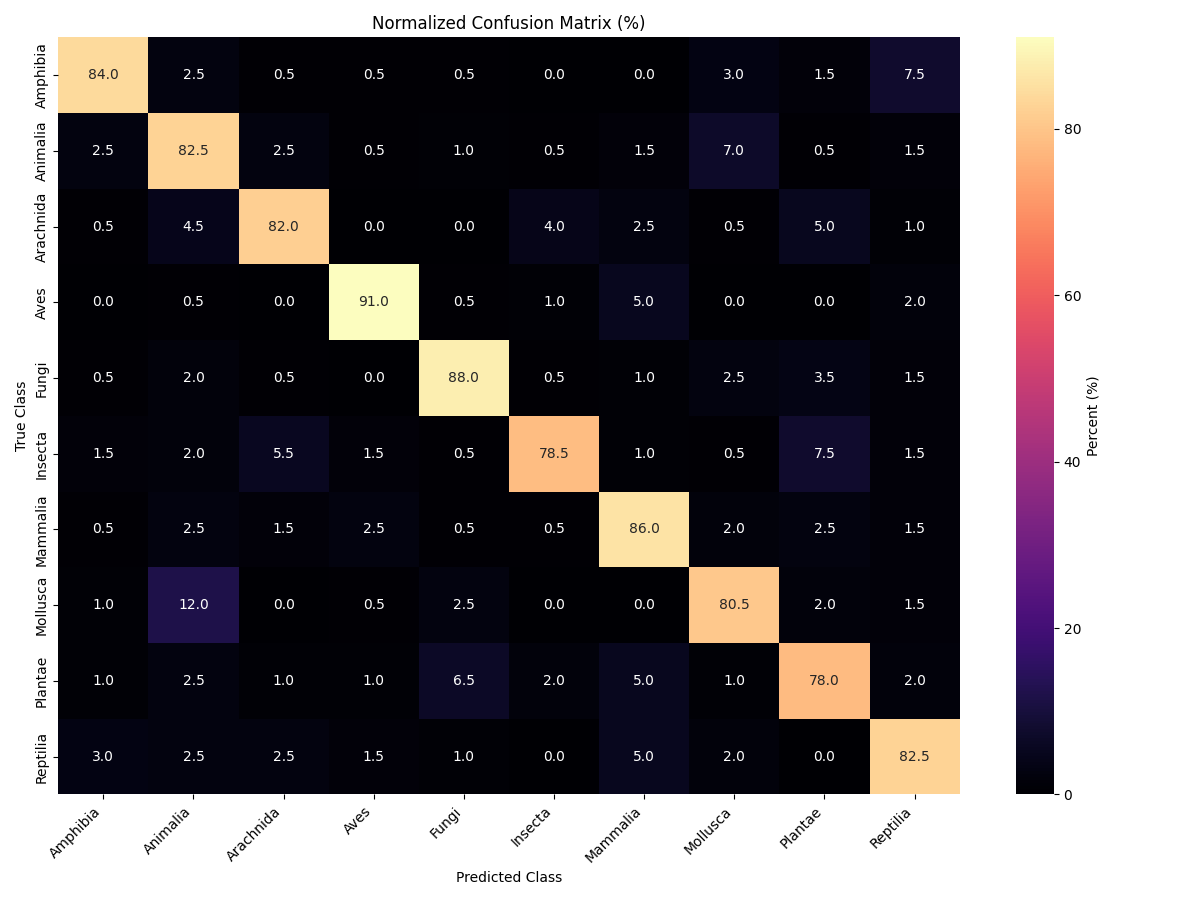 Normalized Confusion Matrix (%)
True Class
Amphibia 84.0 2.5 0.5 0.5 0.5 0.0 0.0 3.0 1.5 7.5
Animalia 2.5 82.5 2.5 0.5 1.0 0.5 1.5 7.0 0.5 1.5
Arachnida 0.5 4.5 82.0 0.0 0.0 4.0 2.5 0.5 5.0 1.0
Aves 0.0 0.5 0.0 91.0 0.5 1.0 5.0 0.0 0.0 2.0
Fungi 0.5 2.0 0.5 0.0 88.0 0.5 1.0 2.5 3.5 1.5
Insecta 1.5 2.0 5.5 1.5 0.5 78.5 1.0 0.5 7.5 1.5
Mammalia 0.5 2.5 1.5 2.5 0.5 0.5 86.0 2.0 2.5 1.5
Mollusca 1.0 12.0 0.0 0.5 2.5 0.0 0.0 80.5 2.0 1.5
Plantae 1.0 2.5 1.0 1.0 6.5 2.0 5.0 1.0 78.0 2.0
Reptilia 3.0 2.5 2.5 1.5 1.0 0.0 5.0 2.0 0.0 82.5
Amphibia Animalia Arachnida Aves Fungi Insecta Mammalia Mollusca Plantae Reptilia
Predicted Class
80
60
40
20
0
Percent (%)